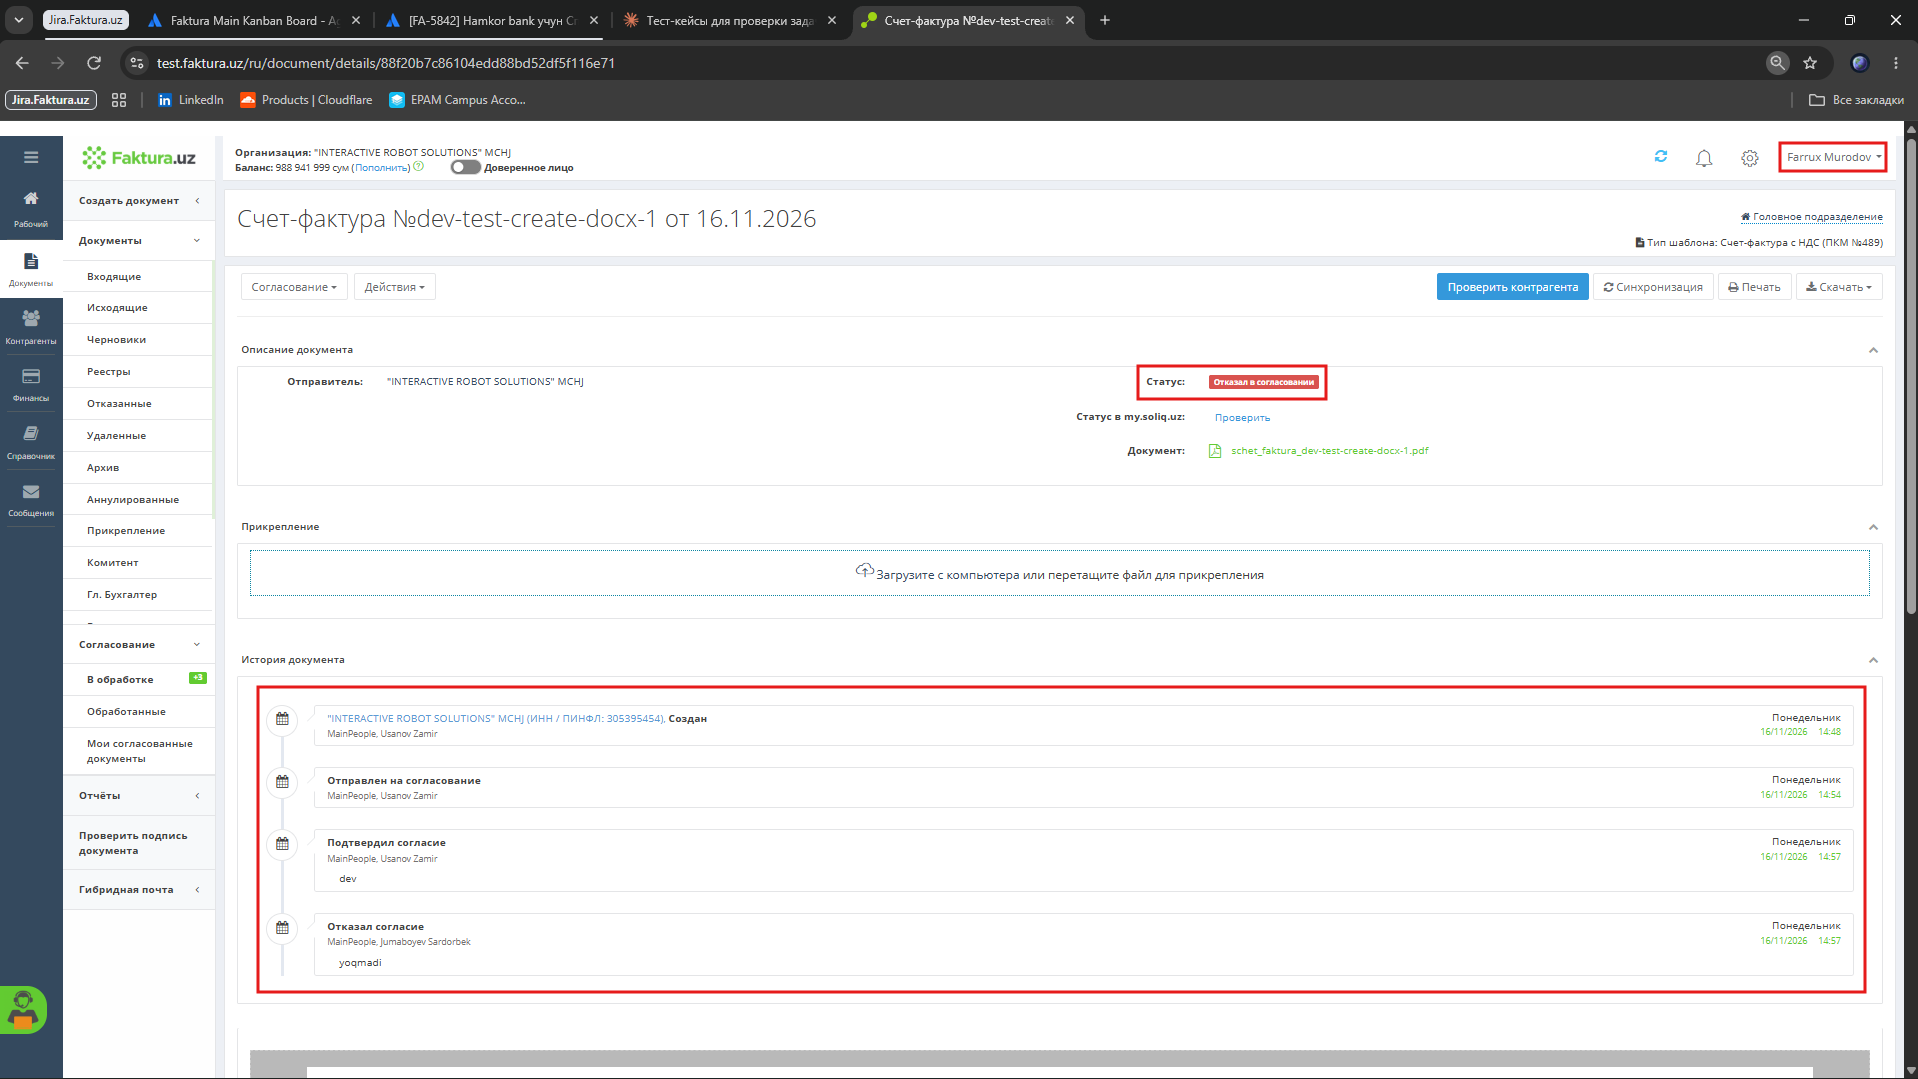 Jira.Faktura.uz
Faktura Main Kanban Board - Ag
[FA-5842] Hamkor bank учун Сп
Тест-кейсы для проверки зада
Счет-фактура №dev-test-create
test.faktura.uz/ru/document/details/88f20b7c86104edd88bd52df5f116e71
Jira.Faktura.uz
LinkedIn
Products | Cloudflare
EPAM Campus Acco...
Все закладки
Faktura.uz
Организация: "INTERACTIVE ROBOT SOLUTIONS" MCHJ
Баланс: 988 941 999 сум (Пополнить)
Доверенное лицо
Farrux Murodov
Рабочий
Документы
Контрагенты
Финансы
Справочник
Сообщения
Создать документ
Документы
Входящие
Исходящие
Черновики
Реестры
Отказанные
Удаленные
Архив
Аннулированные
Прикрепление
Комитент
Гл. Бухгалтер
Согласование
В обработке
+3
Обработанные
Мои согласованные
документы
Отчёты
Проверить подпись
документа
Гибридная почта
Счет-фактура №dev-test-create-docx-1 от 16.11.2026
Головное подразделение
Тип шаблона: Счет-фактура с НДС (ПКМ №489)
Согласование
Действия
Проверить контрагента
Синхронизация
Печать
Скачать
Описание документа
Отправитель: "INTERACTIVE ROBOT SOLUTIONS" MCHJ
Статус: Отказал в согласовании
Статус в my.soliq.uz: Проверить
Документ: schet_faktura_dev-test-create-docx-1.pdf
Прикрепление
Загрузите с компьютера или перетащите файл для прикрепления
История документа
"INTERACTIVE ROBOT SOLUTIONS" MCHJ (ИНН / ПИНФЛ: 305395454), Создан
MainPeople, Usanov Zamir
Понедельник
16/11/2026 14:48
Отправлен на согласование
MainPeople, Usanov Zamir
Понедельник
16/11/2026 14:54
Подтвердил согласие
MainPeople, Usanov Zamir
dev
Понедельник
16/11/2026 14:57
Отказал согласие
MainPeople, Jumaboyev Sardorbek
yoqmadi
Понедельник
16/11/2026 14:57